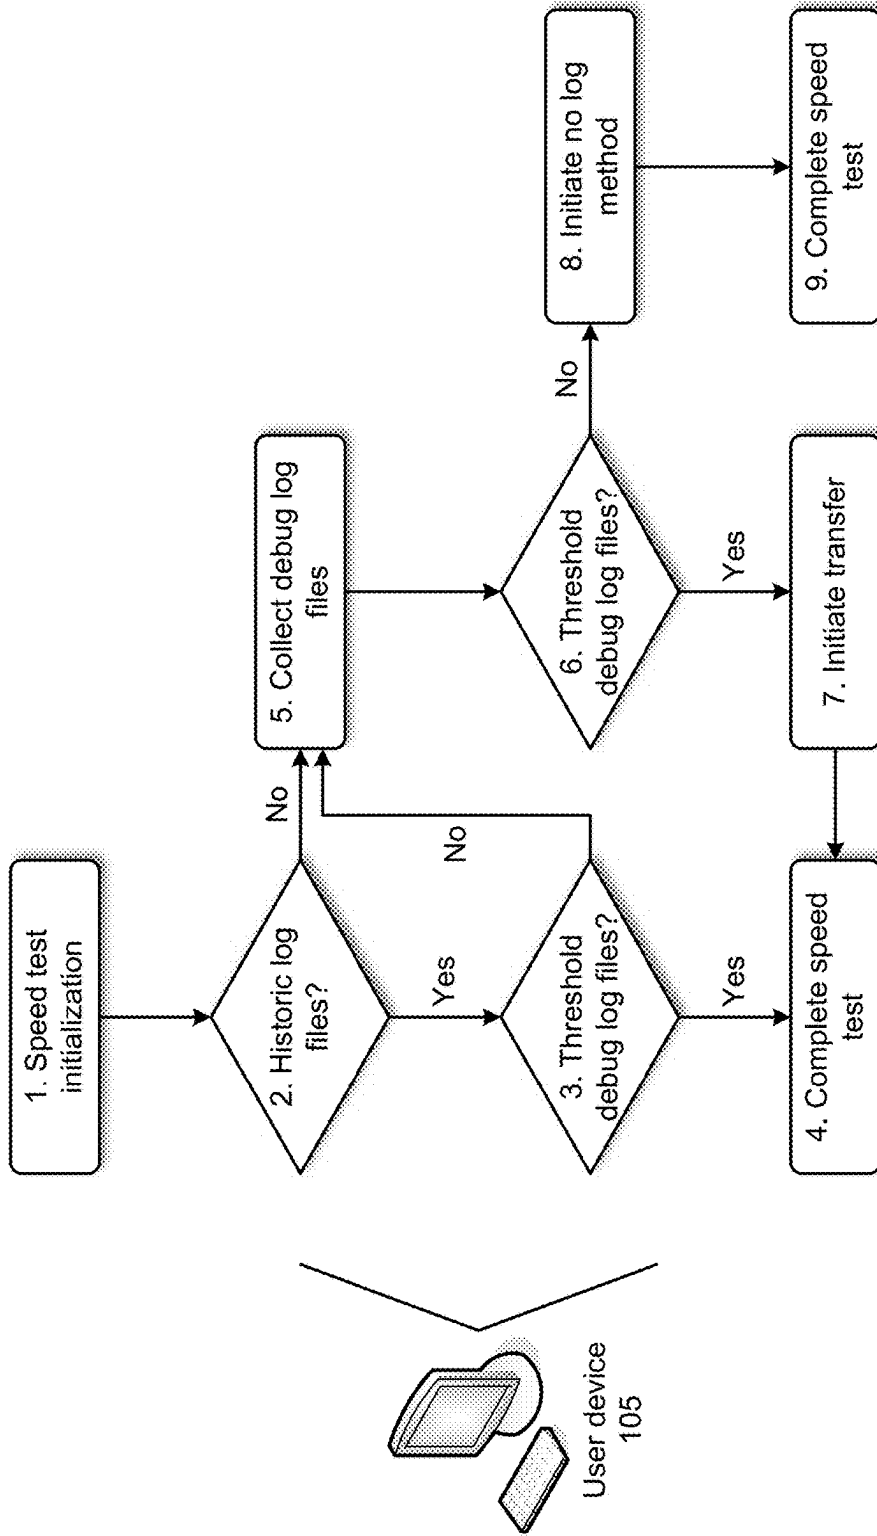 User device
105
1. Speed test
initialization
2. Historic log
files?
Yes
No
3. Threshold
debug log files?
Yes
No
4. Complete speed
test
5. Collect debug log
files
6. Threshold
debug log files?
Yes
No
7. Initiate transfer
8. Initiate no log
method
9. Complete speed
test